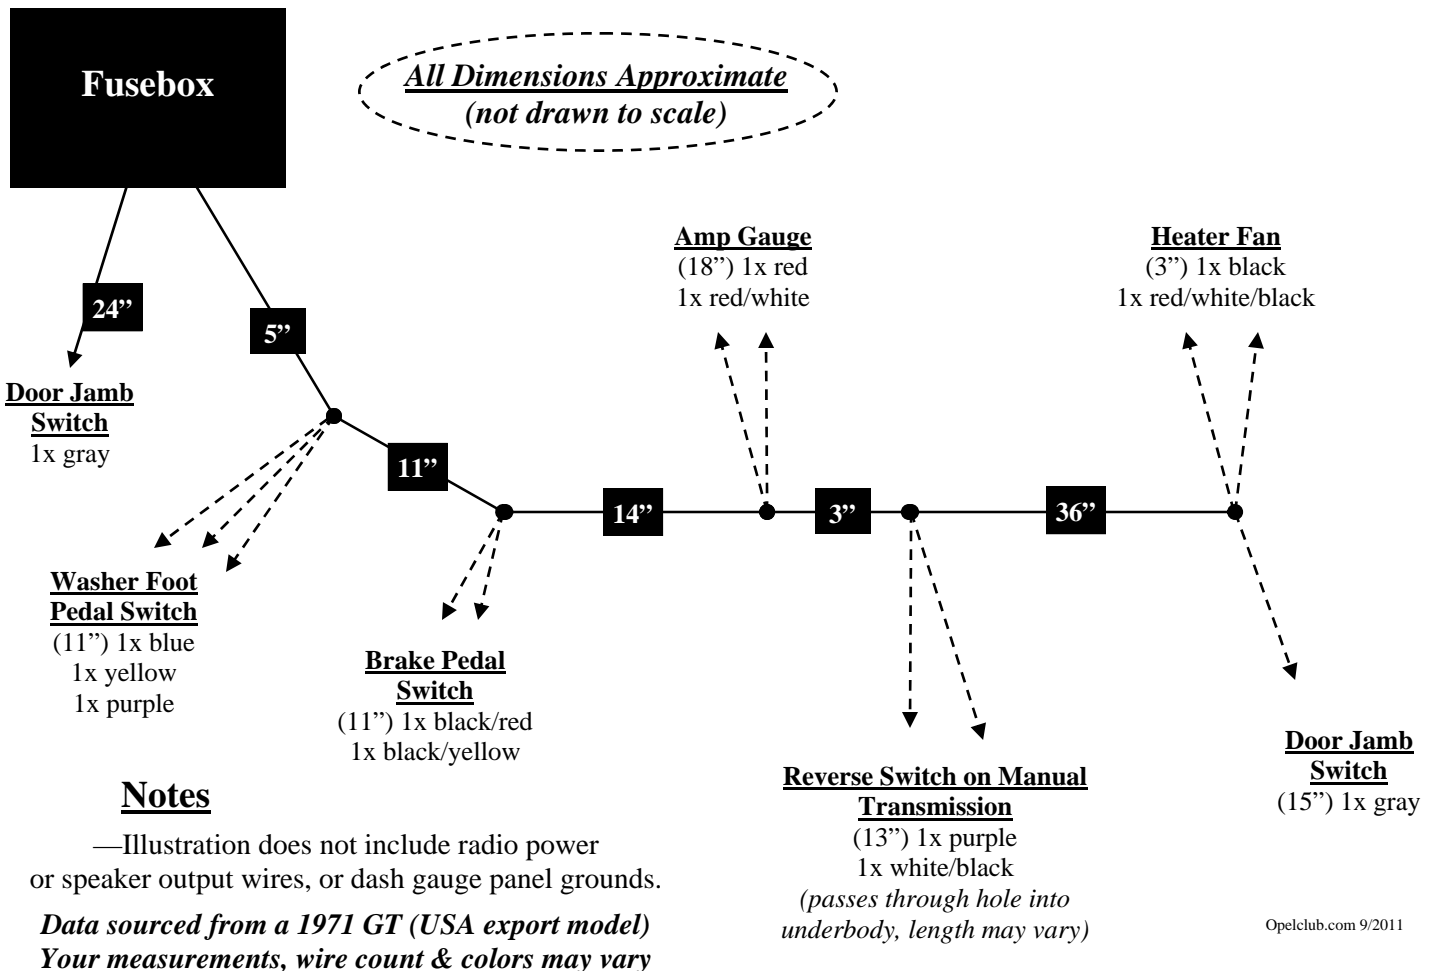 Fusebox
All Dimensions Approximate
(not drawn to scale)
Amp Gauge
(18”) 1x red
1x red/white
Heater Fan
(3”) 1x black
1x red/white/black
24”
5”
Door Jamb
Switch
1x gray
11”
14”
3”
36”
Washer Foot
Pedal Switch
(11”) 1x blue
1x yellow
1x purple
Brake Pedal
Switch
(11”) 1x black/red
1x black/yellow
Reverse Switch on Manual
Transmission
(13”) 1x purple
1x white/black
(passes through hole into
underbody, length may vary)
Door Jamb
Switch
(15”) 1x gray
Notes
—Illustration does not include radio power
or speaker output wires, or dash gauge panel grounds.
Data sourced from a 1971 GT (USA export model)
Your measurements, wire count & colors may vary
Opelclub.com 9/2011